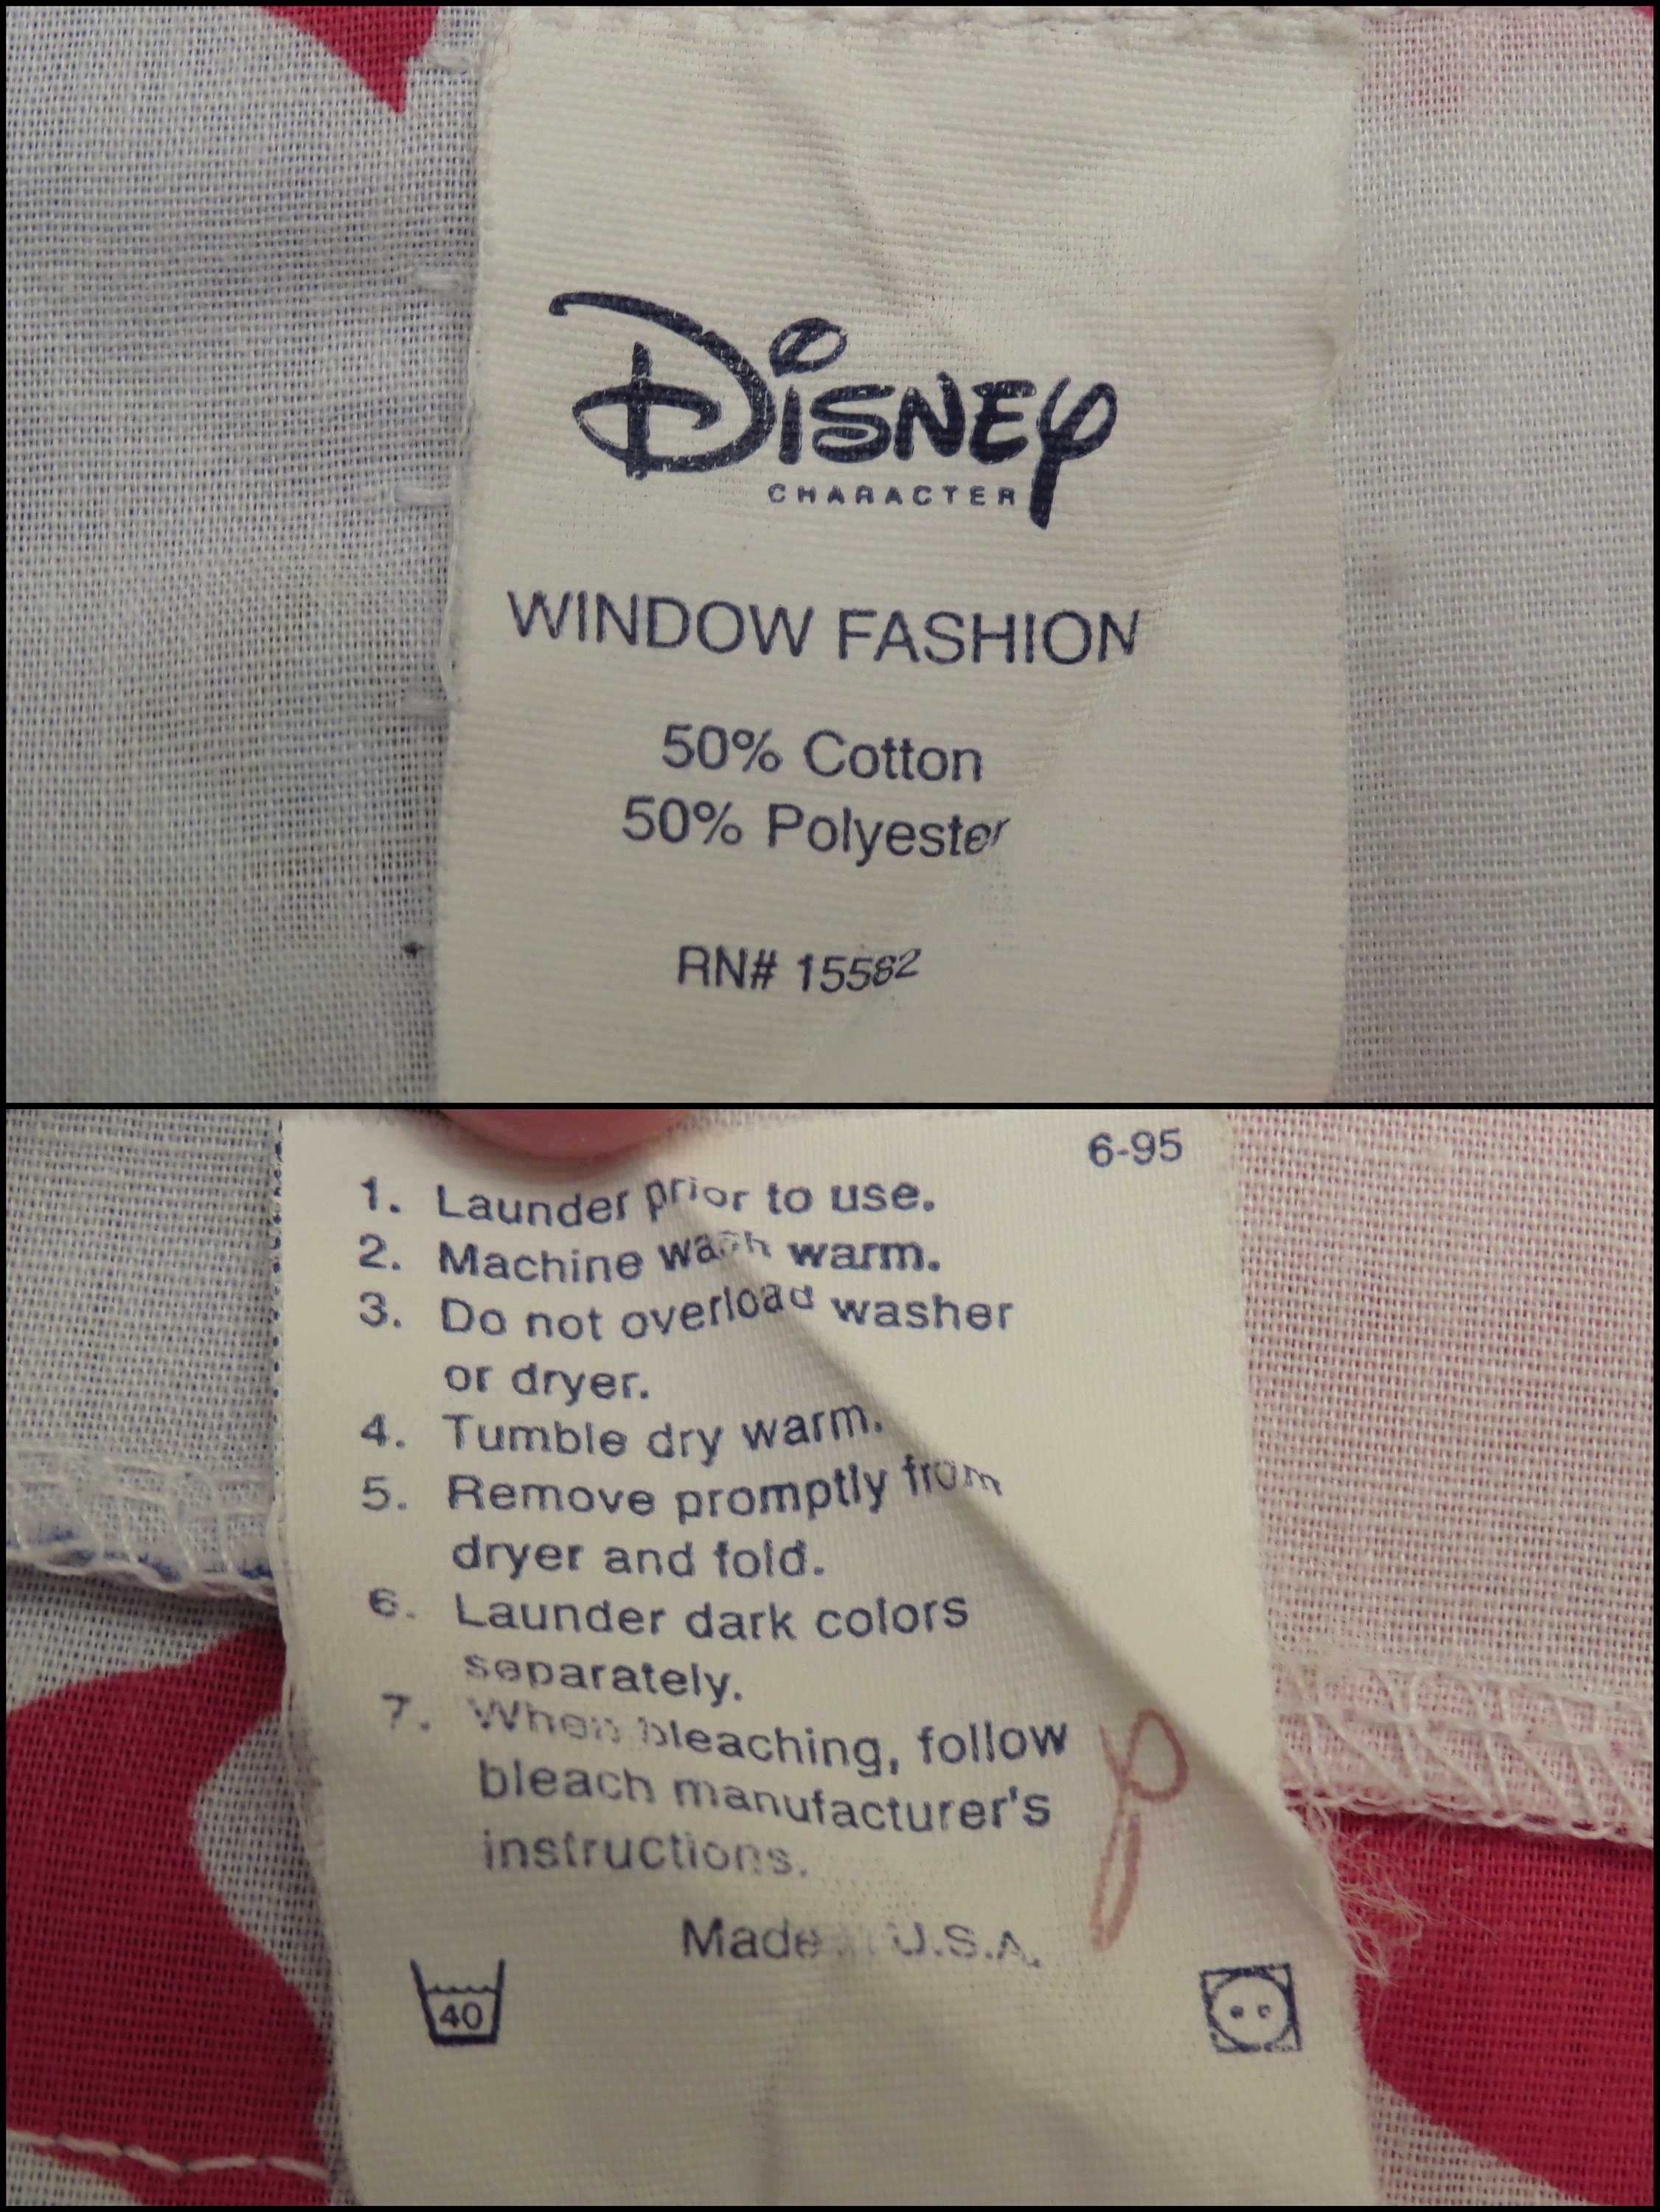 Disney
CHARACTER
WINDOW FASHION
50% Cotton
50% Polyester
RN# 15582
6-95
1. Launder prior to use.
2. Machine wash warm.
3. Do not overload washer
or dryer.
4. Tumble dry warm.
5. Remove promptly from
dryer and fold.
6. Launder dark colors
separately.
7. When bleaching, follow
bleach manufacturer's
instructions.
Made U.S.A.
40